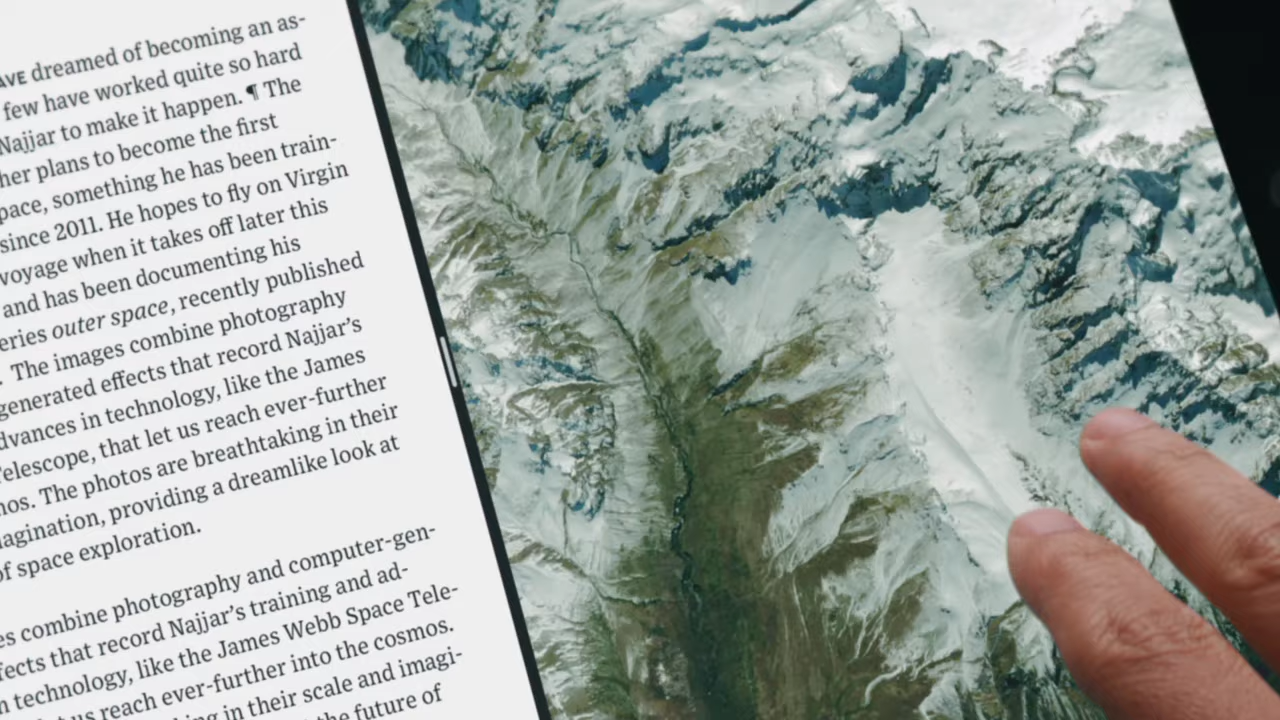 AVE dreamed of becoming an as-
few have worked quite so hard
Najjar to make it happen. ¶ The
her plans to become the first
pace, something he has been train-
since 2011. He hopes to fly on Virgin
voyage when it takes off later this
and has been documenting his
eries outer space, recently published
. The images combine photography
generated effects that record Najjar’s
dvances in technology, like the James
elescope, that let us reach ever-further
mos. The photos are breathtaking in their
magination, providing a dreamlike look at
of space exploration.
es combine photography and computer-gen-
fects that record Najjar’s training and ad-
n technology, like the James Webb Space Tele-
t us reach ever-further into the cosmos.
king in their scale and imagi-
the future of